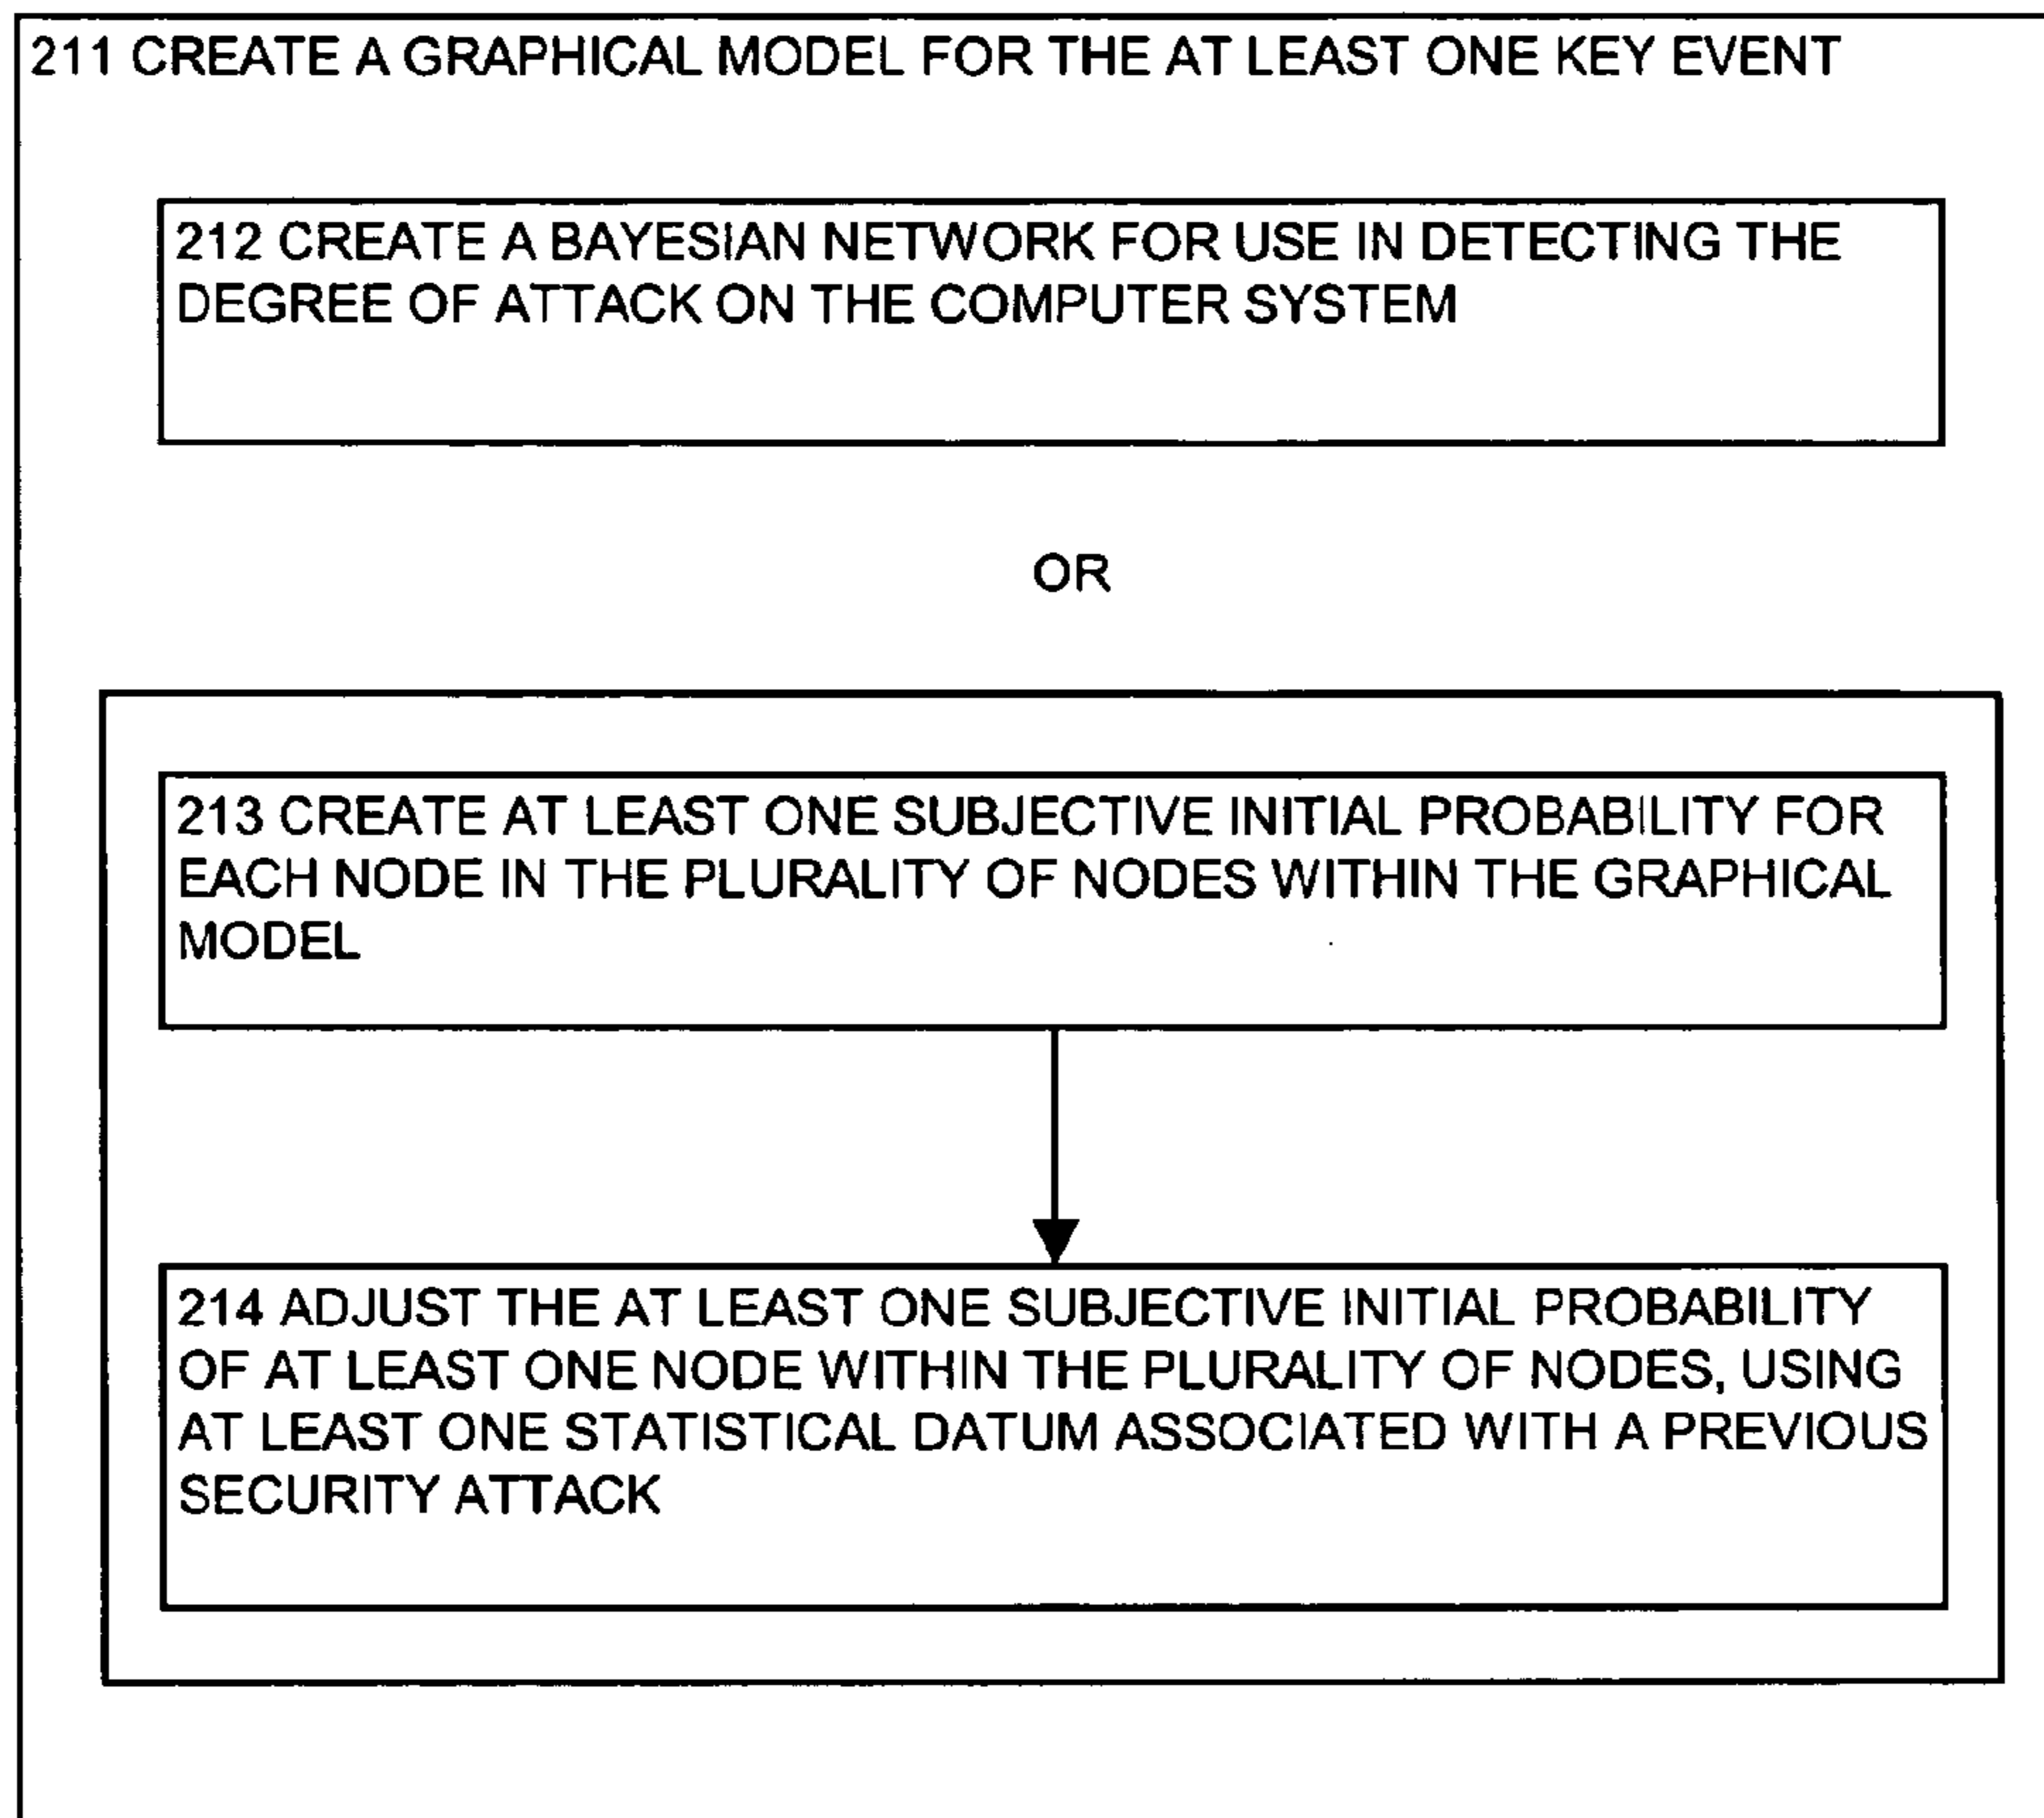 211 CREATE A GRAPHICAL MODEL FOR THE AT LEAST ONE KEY EVENT
212 CREATE A BAYESIAN NETWORK FOR USE IN DETECTING THE
DEGREE OF ATTACK ON THE COMPUTER SYSTEM
OR
213 CREATE AT LEAST ONE SUBJECTIVE INITIAL PROBABILITY FOR
EACH NODE IN THE PLURALITY OF NODES WITHIN THE GRAPHICAL
MODEL
214 ADJUST THE AT LEAST ONE SUBJECTIVE INITIAL PROBABILITY
OF AT LEAST ONE NODE WITHIN THE PLURALITY OF NODES, USING
AT LEAST ONE STATISTICAL DATUM ASSOCIATED WITH A PREVIOUS
SECURITY ATTACK